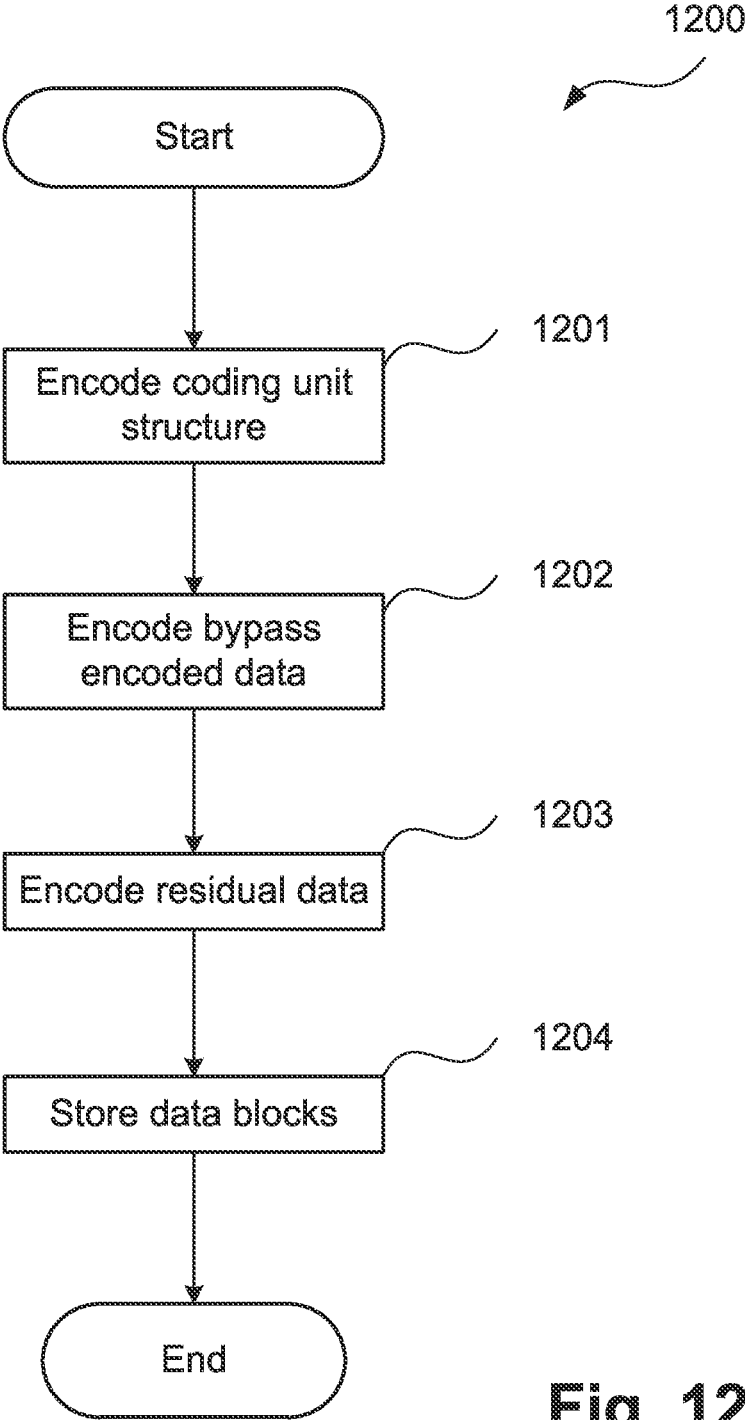 1200
Start
1201
Encode coding unit
structure
1202
Encode bypass
encoded data
1203
Encode residual data
1204
Store data blocks
End
Fig. 12